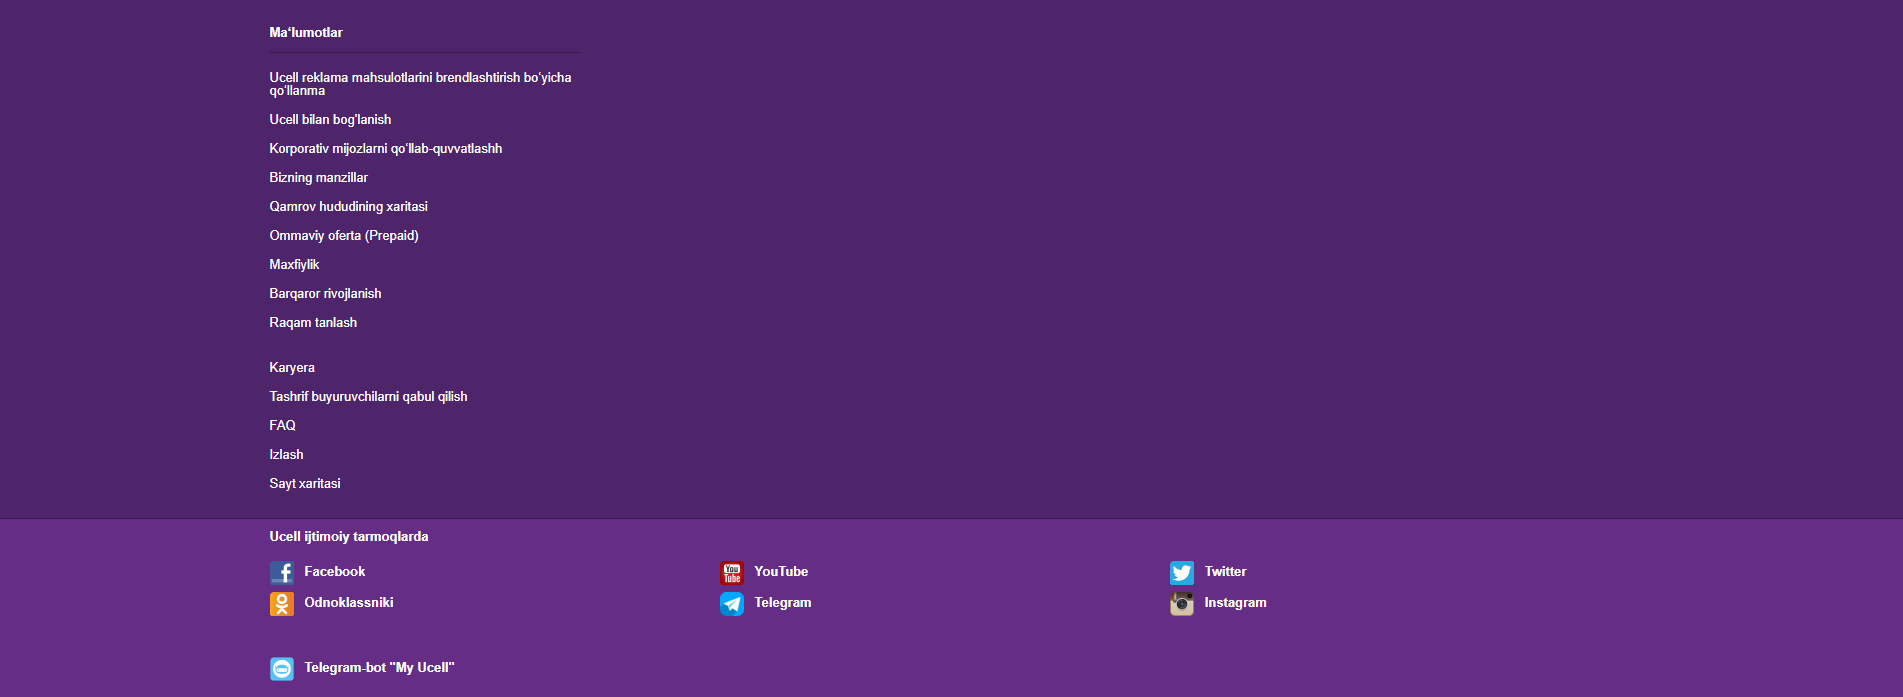 Ma‘lumotlar
Ucell reklama mahsulotlarini brendlashtirish bo‘yicha
qo‘llanma
Ucell bilan bog'lanish
Korporativ mijozlarni qo‘llab-quvvatlashh
Bizning manzillar
Qamrov hududining xaritasi
Ommaviy oferta (Prepaid)
Maxfiylik
Barqaror rivojlanish
Raqam tanlash
Karyera
Tashrif buyuruvchilarni qabul qilish
FAQ
Izlash
Sayt xaritasi
Ucell ijtimoiy tarmoqlarda
Facebook
You Tube YouTube
Twitter
Odnoklassniki
Telegram
Instagram
Telegram-bot "My Ucell"